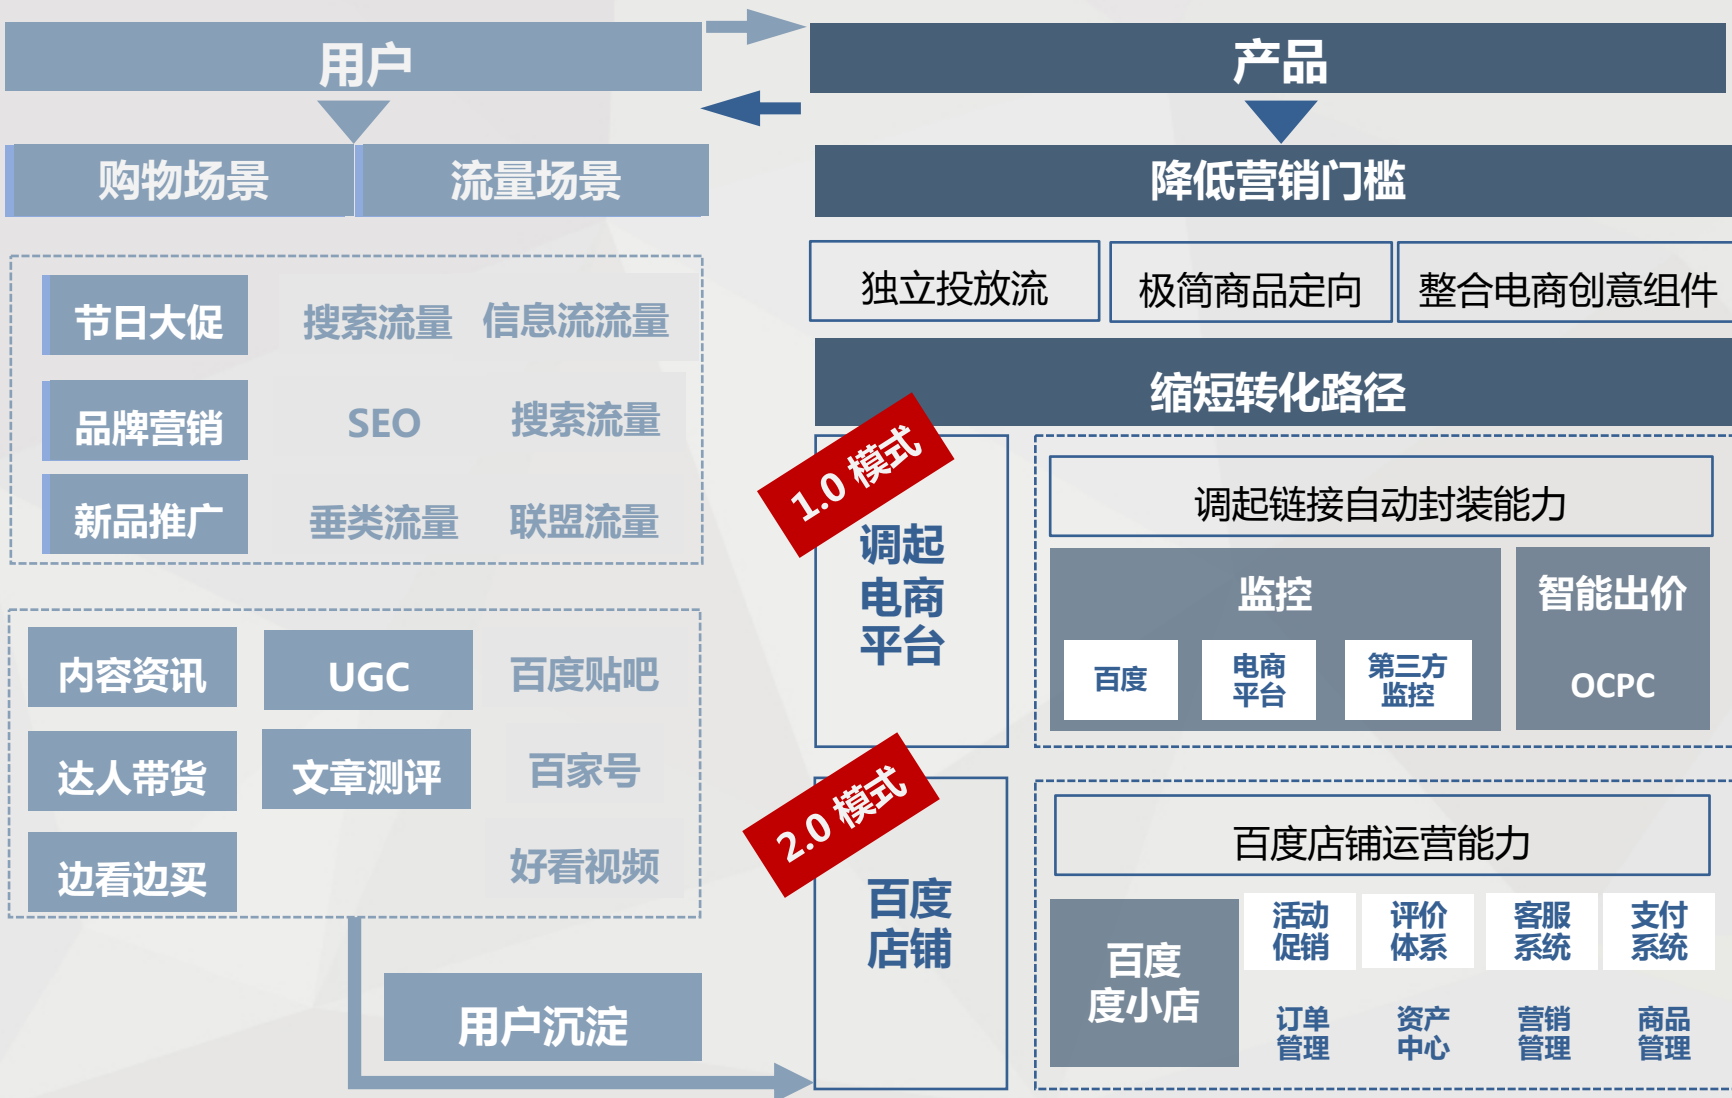 用户
购物场景
流量场景
节日大促
搜索流量
信息流流量
品牌营销
SEO
搜索流量
新品推广
垂类流量
联盟流量
内容资讯
UGC
百度贴吧
达人带货
文章测评
百家号
边看边买
好看视频
用户沉淀
产品
降低营销门槛
独立投放流
极简商品定向
整合电商创意组件
缩短转化路径
1.0 模式
调起
电商
平台
调起链接自动封装能力
监控
百度
电商
平台
第三方
监控
智能出价
OCPC
2.0 模式
百度
店铺
百度店铺运营能力
百度
度小店
活动
促销
评价
体系
客服
系统
支付
系统
订单
管理
资产
中心
营销
管理
商品
管理